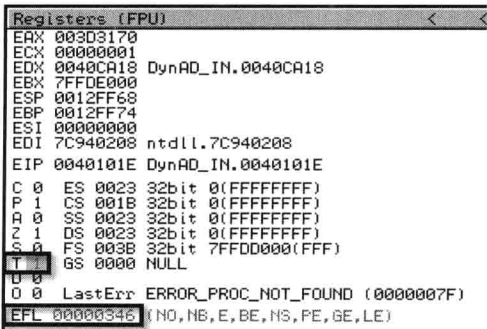 Registers (FPU) < <
EAX 003D3170
ECX 00000001
EDX 0040CA18 DynAD_IN.0040CA18
EBX 7FFDE000
ESP 0012FF68
EBP 0012FF74
ESI 00000000
EDI 7C940208 ntdll.7C940208
EIP 0040101E DynAD_IN.0040101E
C 0 ES 0023 32bit 0(FFFFFFFF)
P 1 CS 001B 32bit 0(FFFFFFFF)
A 0 SS 0023 32bit 0(FFFFFFFF)
Z 1 DS 0023 32bit 0(FFFFFFFF)
S 0 FS 003B 32bit 7FFDD000(FFF)
T 1 GS 0000 NULL
D 0
O 0 LastErr ERROR_PROC_NOT_FOUND (0000007F)
EFL 00000346 (NO,NB,E,BE,NS,PE,GE,LE)